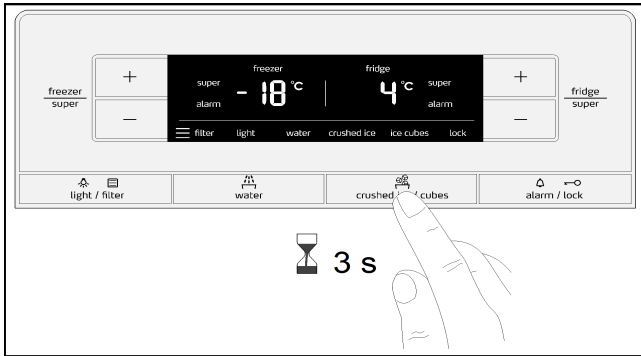 freezer
super
+
—
freezer
fridge
super
alarm
- 18 °C
4 °C
super
alarm
filter light water crushed ice ice cubes lock
+
—
fridge
super
light / filter
water
crushed / cubes
alarm / lock
3 s